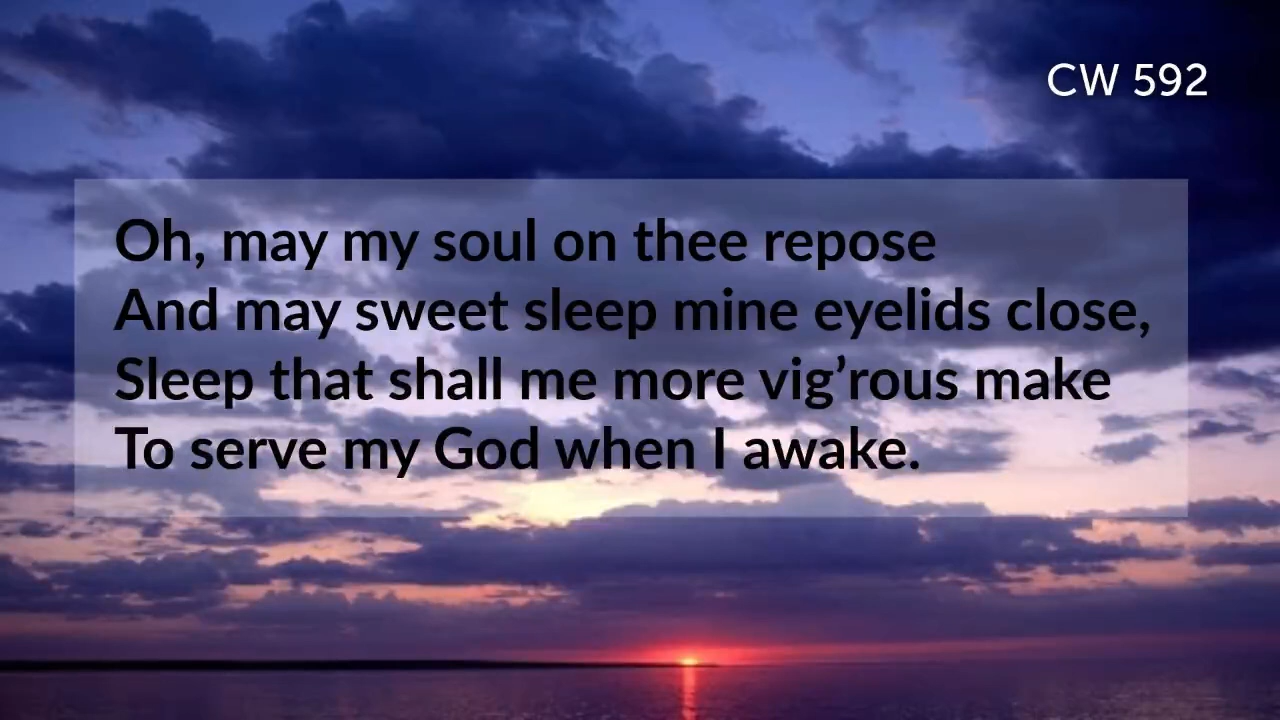 CW 592
Oh, may my soul on thee repose
And may sweet sleep mine eyelids close,
Sleep that shall me more vig’rous make
To serve my God when I awake.